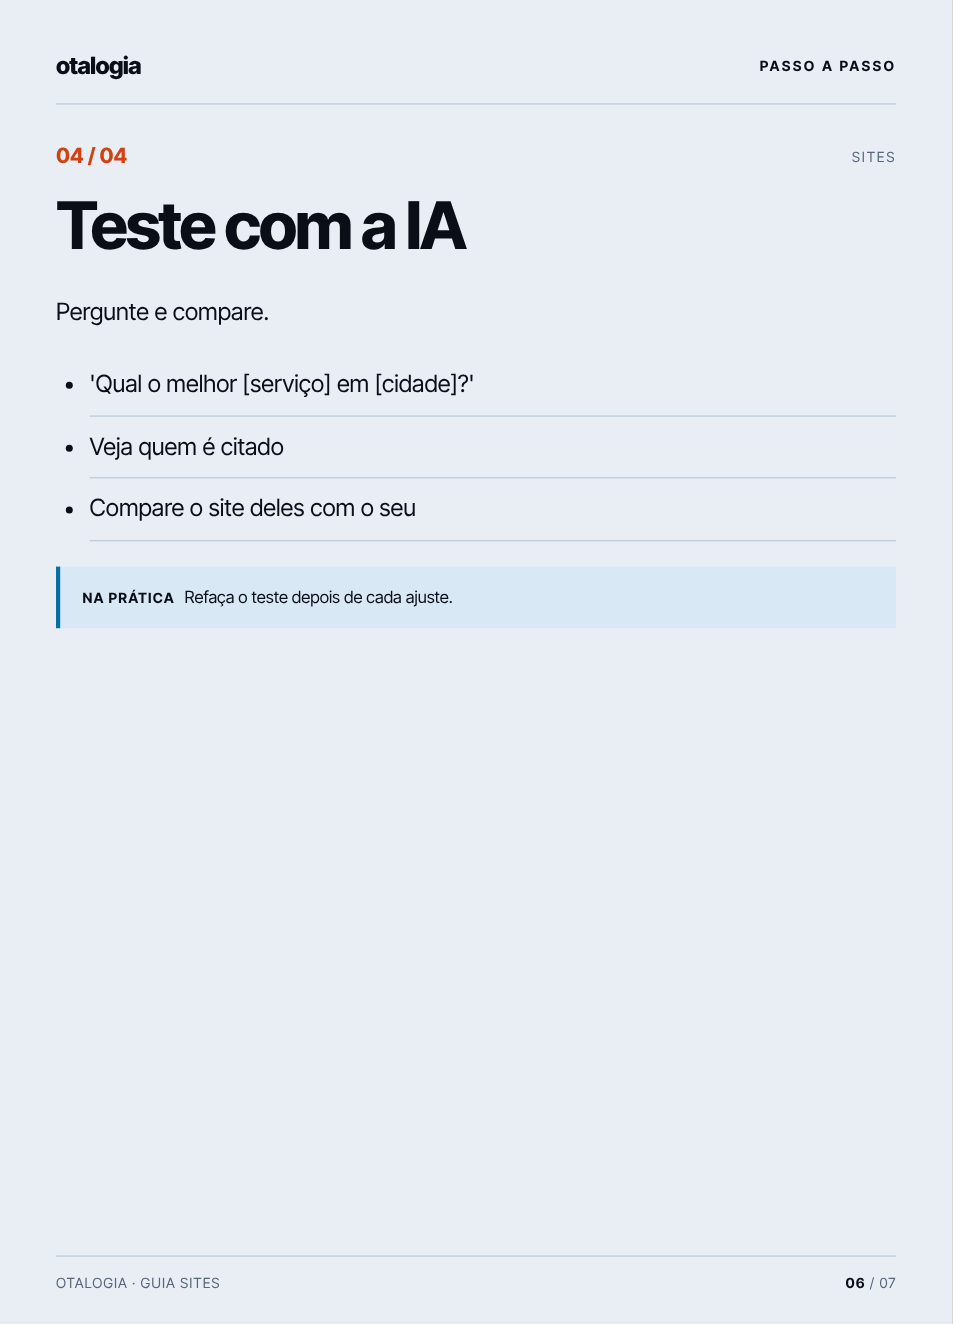 otalogia
PASSO A PASSO
04 / 04
SITES
Teste com a IA
Pergunte e compare.
• 'Qual o melhor [serviço] em [cidade]?'
• Veja quem é citado
• Compare o site deles com o seu
NA PRÁTICA Refaça o teste depois de cada ajuste.
OTALOGIA · GUIA SITES
06 / 07